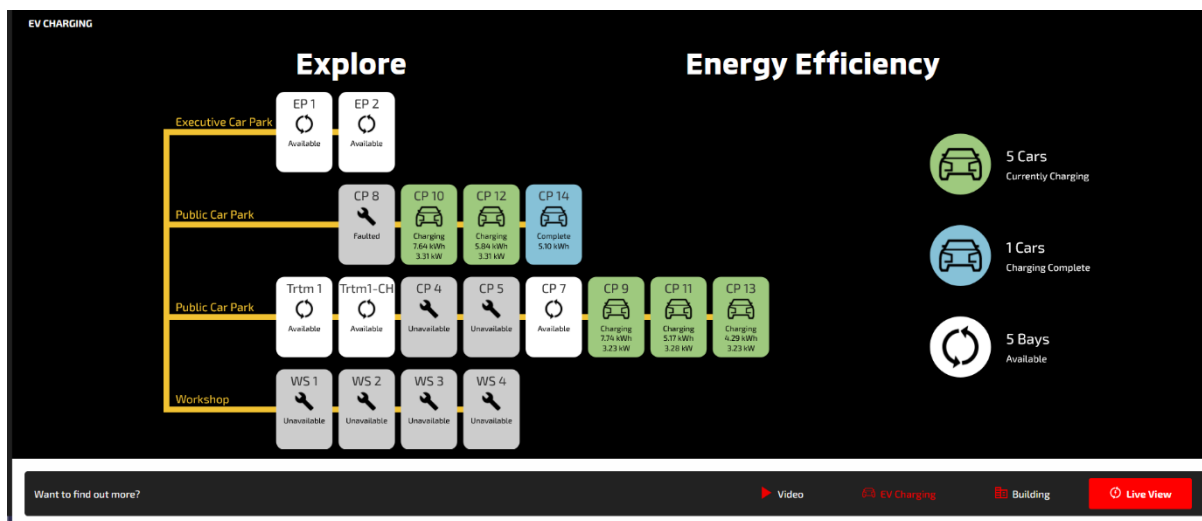 EV CHARGING
Explore
Energy Efficiency
Executive Car Park
EP 1
Available
EP 2
Available
5 Cars
Currently Charging
Public Car Park
CP 8
Faulted
CP 10
Charging
7.64 kWh
3.31 kW
CP 12
Charging
5.84 kWh
3.31 kW
CP 14
Complete
5.10 kWh
1 Cars
Charging Complete
Public Car Park
Trtm 1
Available
Trtm1-CH
Available
CP 4
Unavailable
CP 5
Unavailable
CP 7
Available
CP 9
Charging
7.74 kWh
3.23 kW
CP 11
Charging
5.17 kWh
3.28 kW
CP 13
Charging
4.29 kWh
3.23 kW
5 Bays
Available
Workshop
WS 1
Unavailable
WS 2
Unavailable
WS 3
Unavailable
WS 4
Unavailable
Want to find out more?
Video
EV Charging
Building
Live View